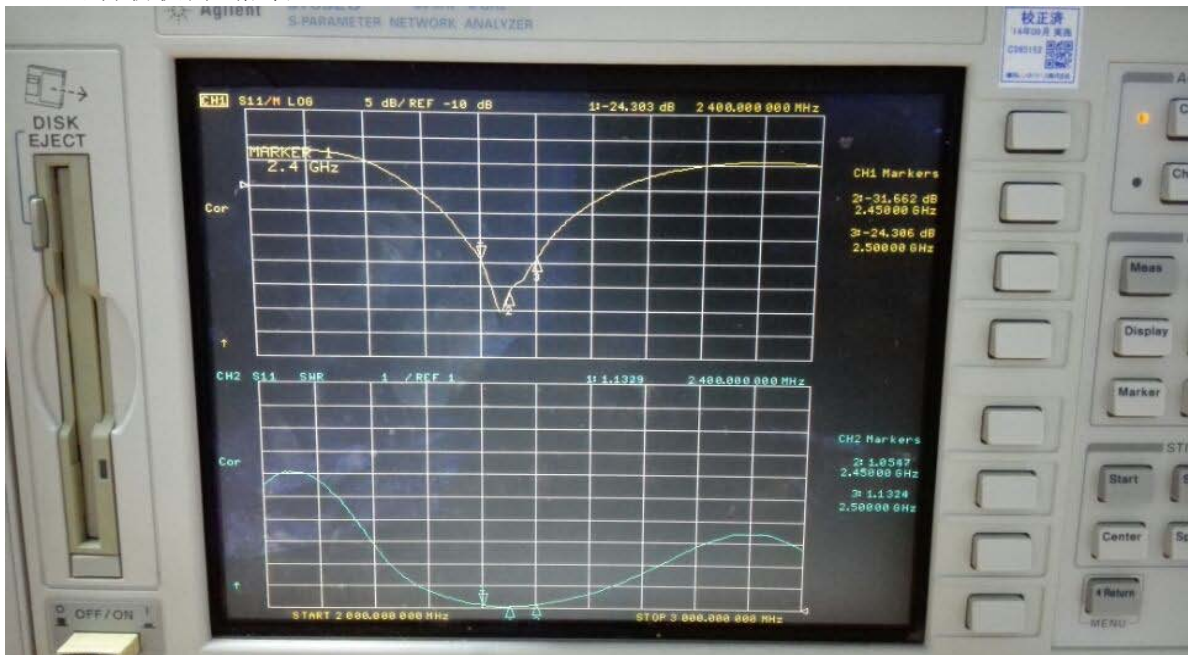 Agilent
S-PARAMETER NETWORK ANALYZER
校正済
DISK
EJECT
CH1 S11/M LOG 5 dB/REF -10 dB 1:-24.303 dB 2 400.000 000 MHz
MARKER 1
2.4 GHz
Cor
CH1 Markers
2:-31.662 dB
2.45000 GHz
3:-24.306 dB
2.50000 GHz
1
2
3
CH2 S11 SWR 1 /REF 1 1: 1.1329 2 400.000 000 MHz
Cor
CH2 Markers
2: 1.0547
2.45000 GHz
3: 1.1324
2.50000 GHz
START 2 000.000 000 MHz STOP 3 000.000 000 MHz
OFF/ON
Meas
Display
Marker
Start
Center
Return
MENU